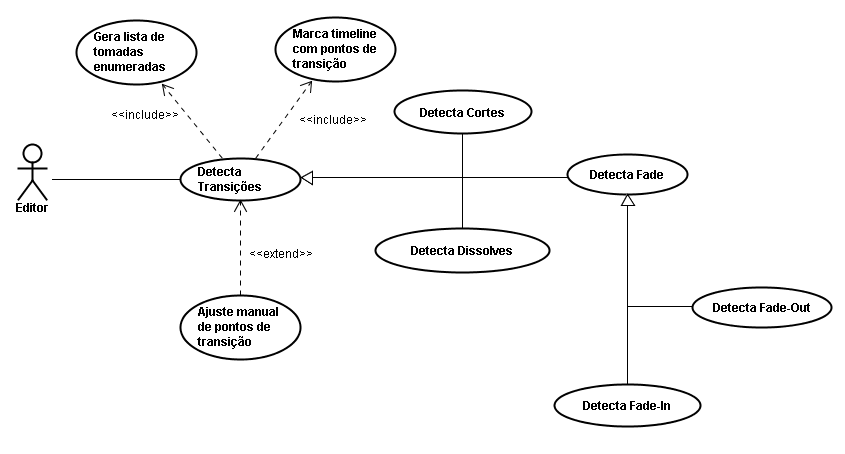 Gera lista de
tomadas
enumeradas
Marca timeline
com pontos de
transição
<<include>>
<<include>>
Detecta Cortes
Editor
Detecta
Transições
Detecta Fade
<<extend>>
Detecta Dissolves
Ajuste manual
de pontos de
transição
Detecta Fade-Out
Detecta Fade-In